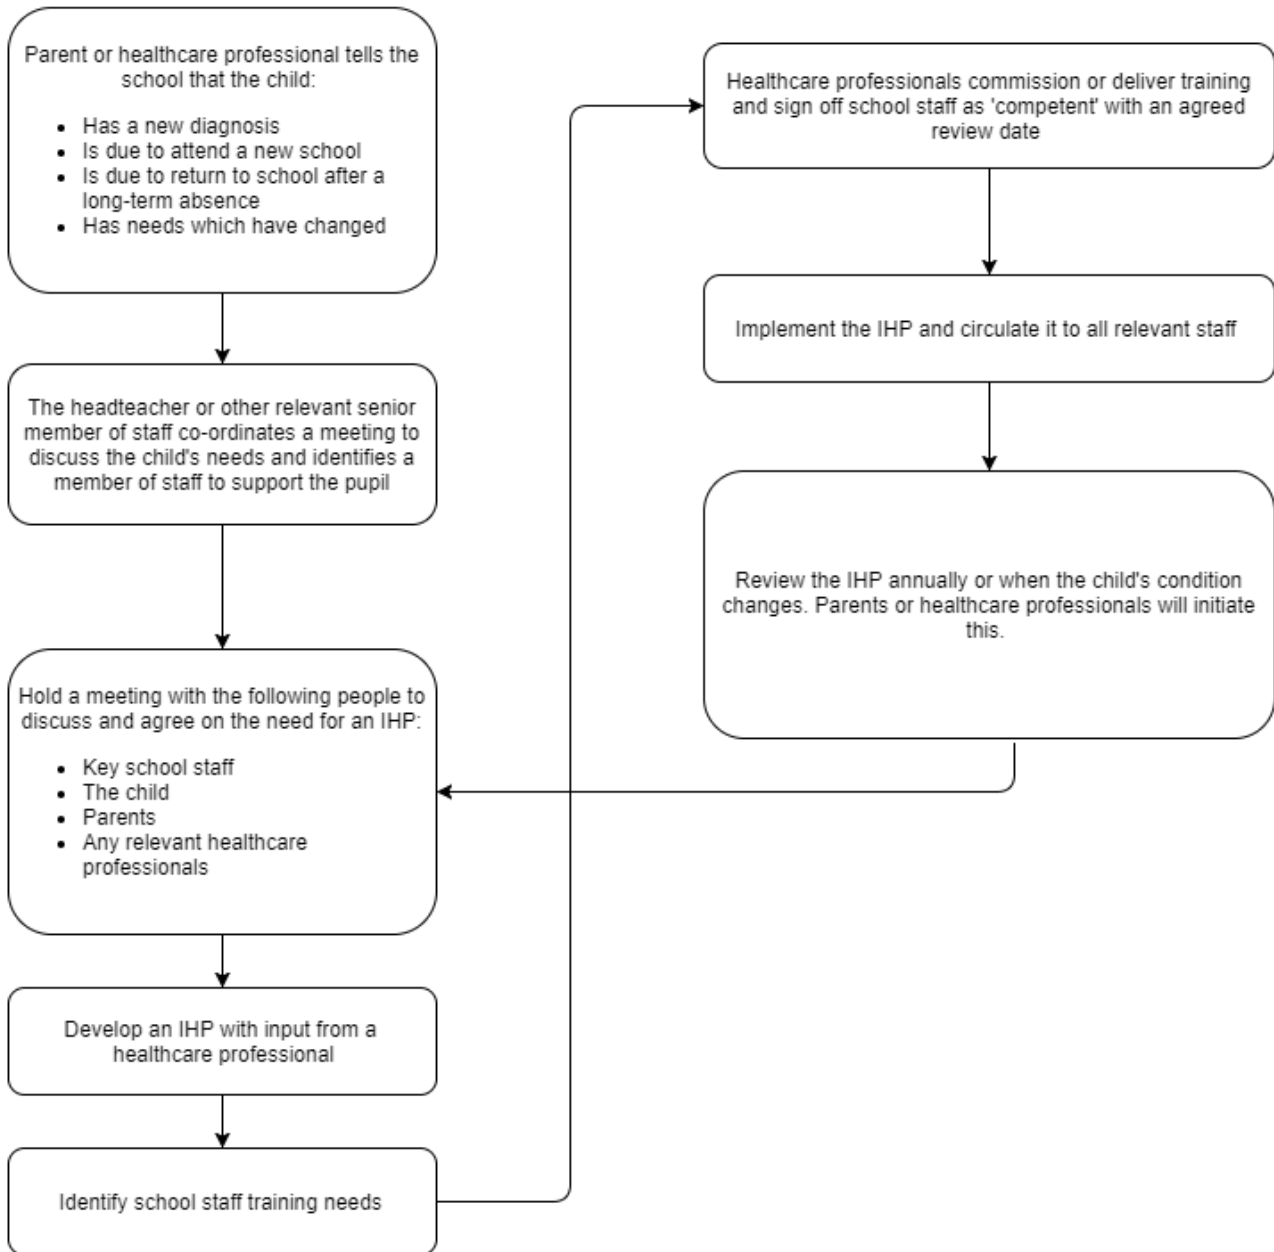 Parent or healthcare professional tells the
school that the child:
• Has a new diagnosis
• Is due to attend a new school
• Is due to return to school after a
long-term absence
• Has needs which have changed
The headteacher or other relevant senior
member of staff co-ordinates a meeting to
discuss the child's needs and identifies a
member of staff to support the pupil
Hold a meeting with the following people to
discuss and agree on the need for an IHP:
• Key school staff
• The child
• Parents
• Any relevant healthcare
professionals
Develop an IHP with input from a
healthcare professional
Identify school staff training needs
Healthcare professionals commission or deliver training
and sign off school staff as 'competent' with an agreed
review date
Implement the IHP and circulate it to all relevant staff
Review the IHP annually or when the child's condition
changes. Parents or healthcare professionals will initiate
this.